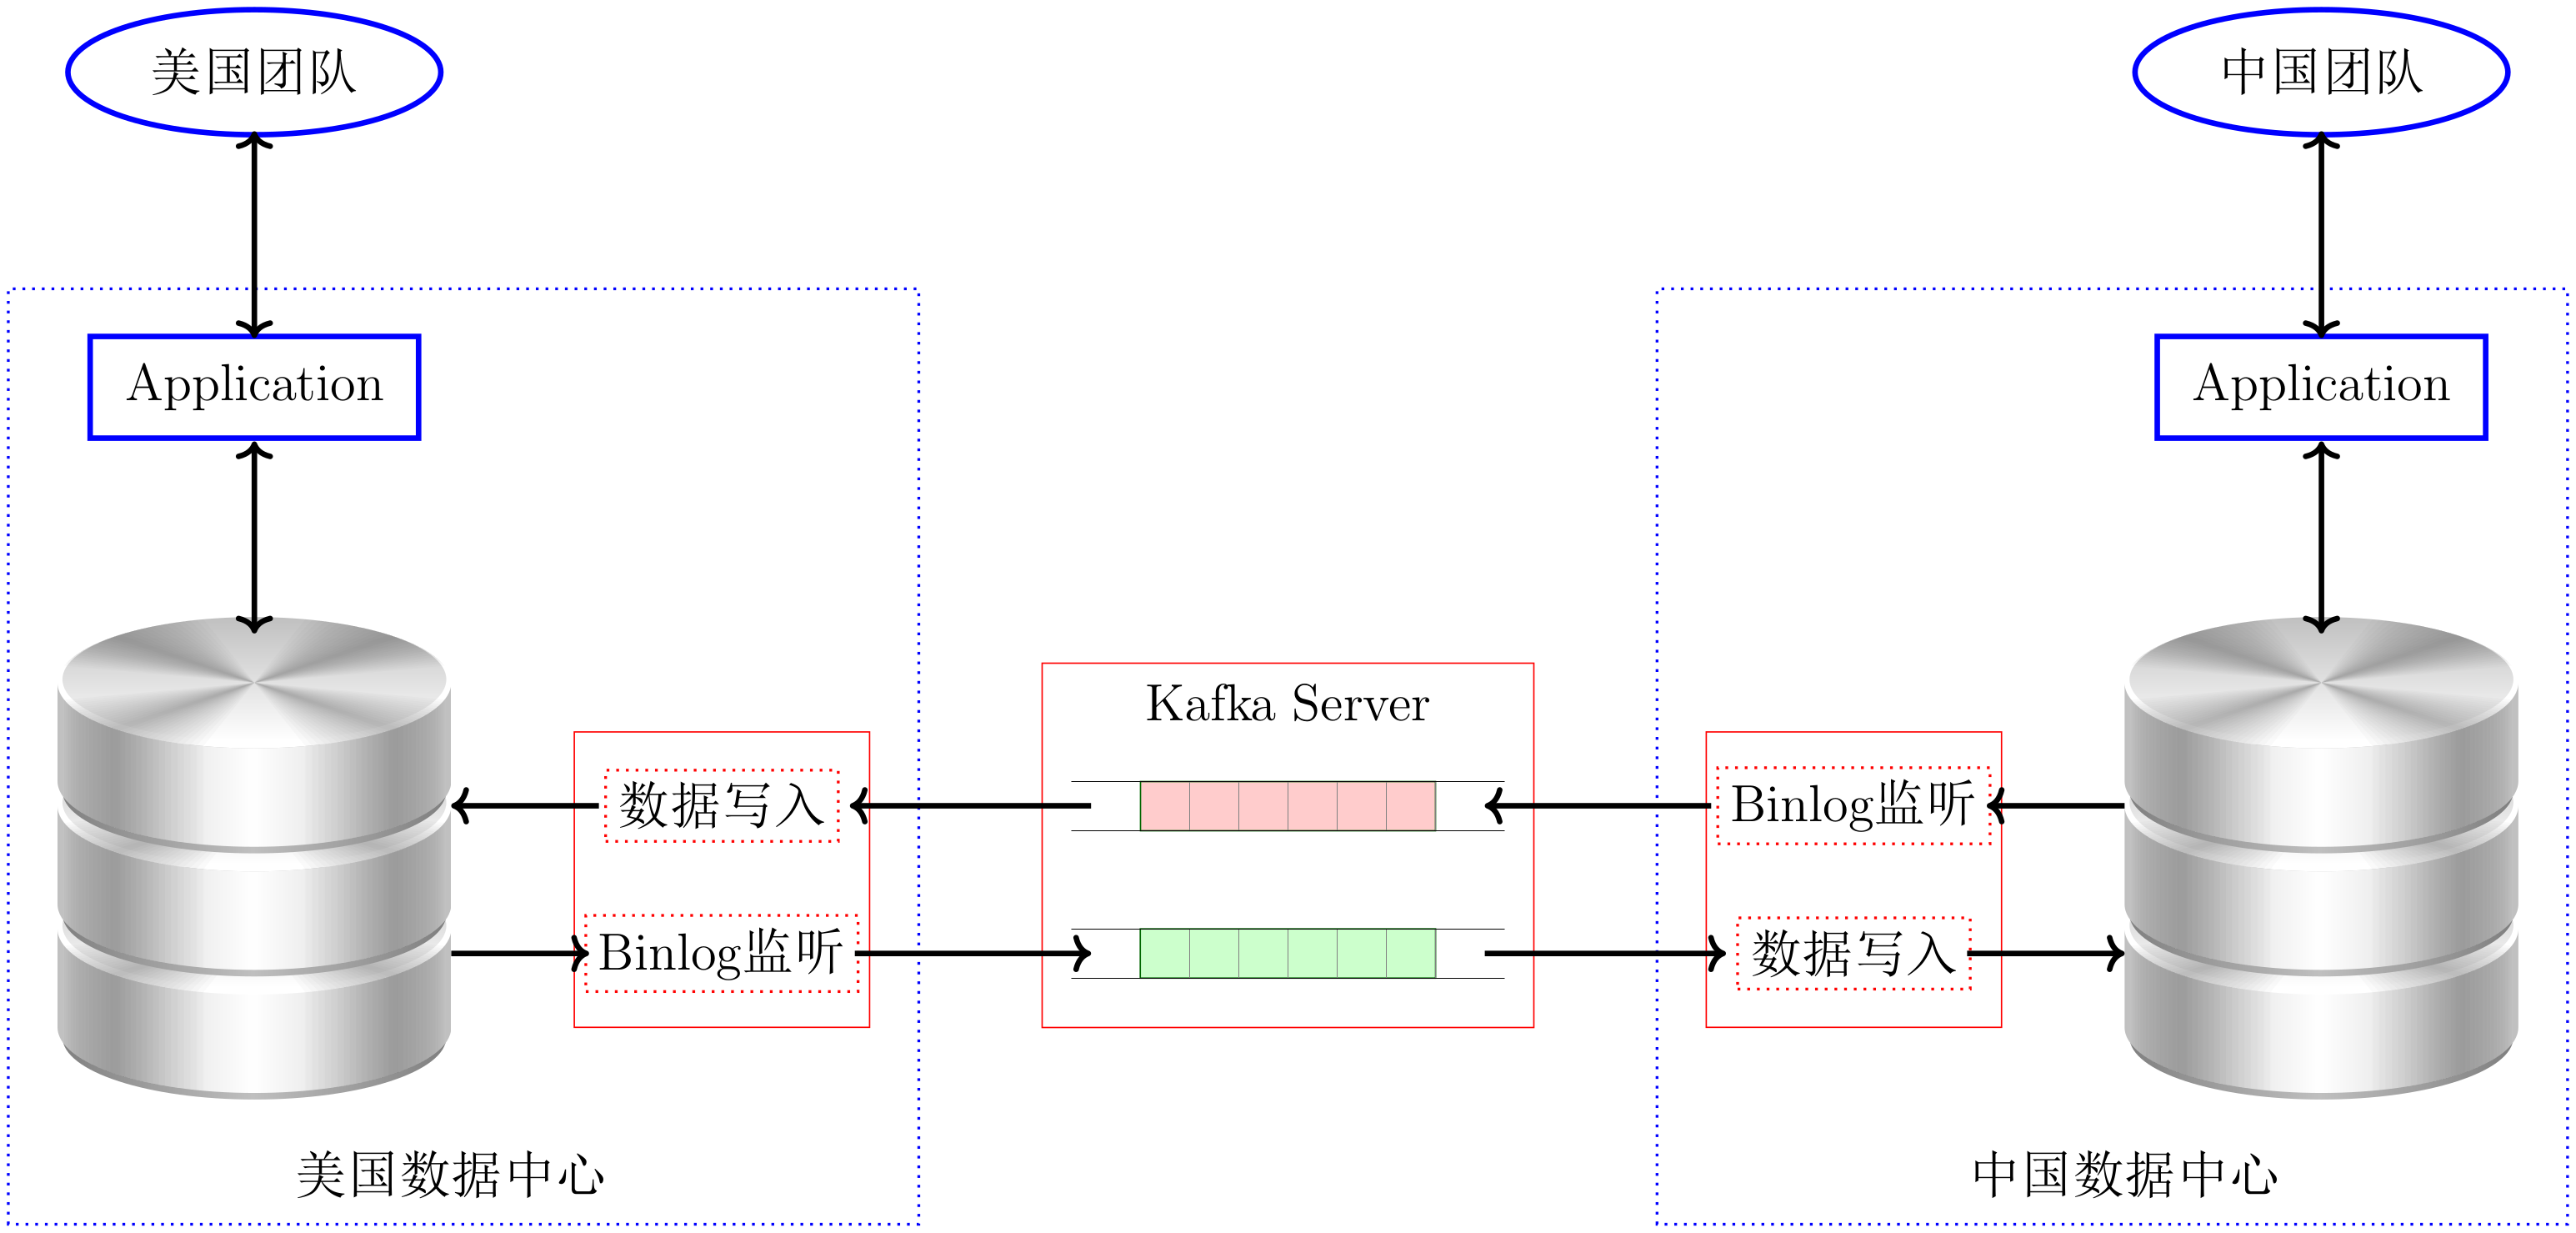 美国团队
中国团队
Application
Application
Kafka Server
数据写入
Binlog监听
Binlog监听
数据写入
美国数据中心
中国数据中心